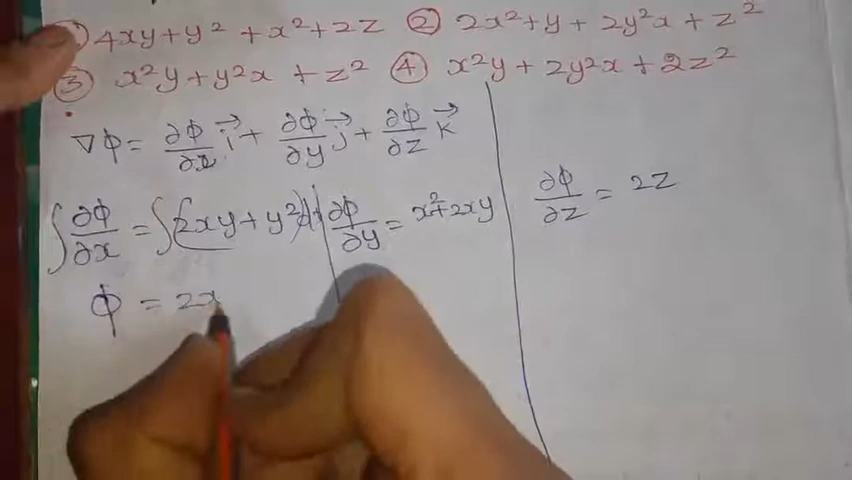 ① 4xy+y² +x²+2z ② 2x²+y + 2y²x + z²
③ x²y + y²x + z² ④ x²y + 2y²x + 2z²
∇ϕ = ∂ϕ/∂x i⃗ + ∂ϕ/∂y j⃗ + ∂ϕ/∂z k⃗
∫ ∂ϕ/∂x = ∫(2xy + y²)d ∂ϕ/∂y = x²+2xy ∂ϕ/∂z = 2z
ϕ = 2x